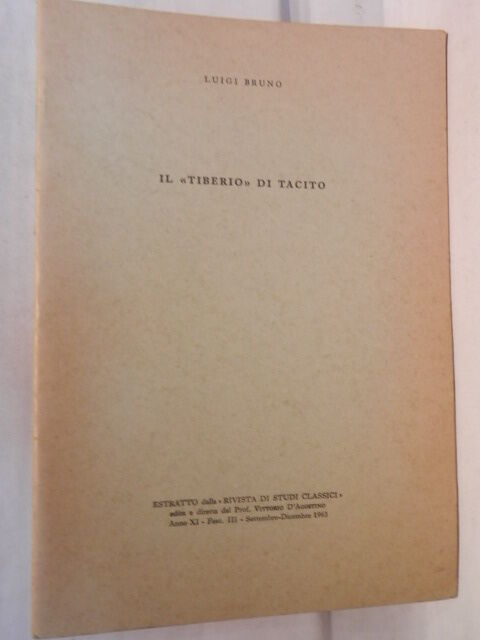 LUIGI BRUNO
IL «TIBERIO» DI TACITO
ESTRATTO dalla «RIVISTA DI STUDI CLASSICI»
edita e diretta dal Prof. VITTORIO D'AGOSTINO
Anno XI - Fasc. III - Settembre-Dicembre 1963